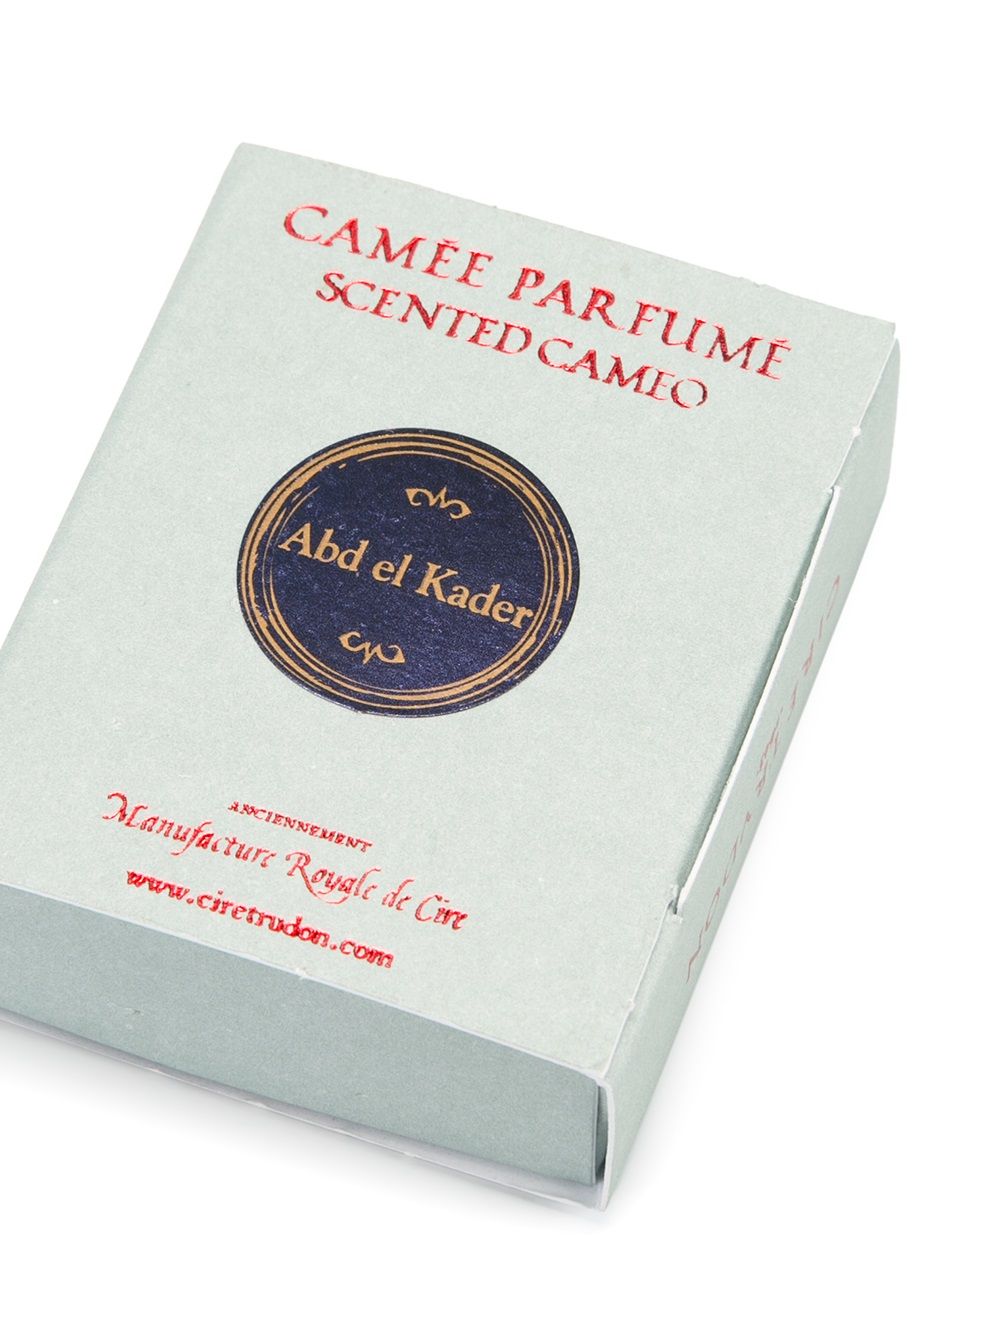 CAMÉE PARFUMÉ
SCENTED CAMEO
Abd el Kader
ANCIENNEMENT
Manufacture Royale de Cire
www.ciretrudon.com